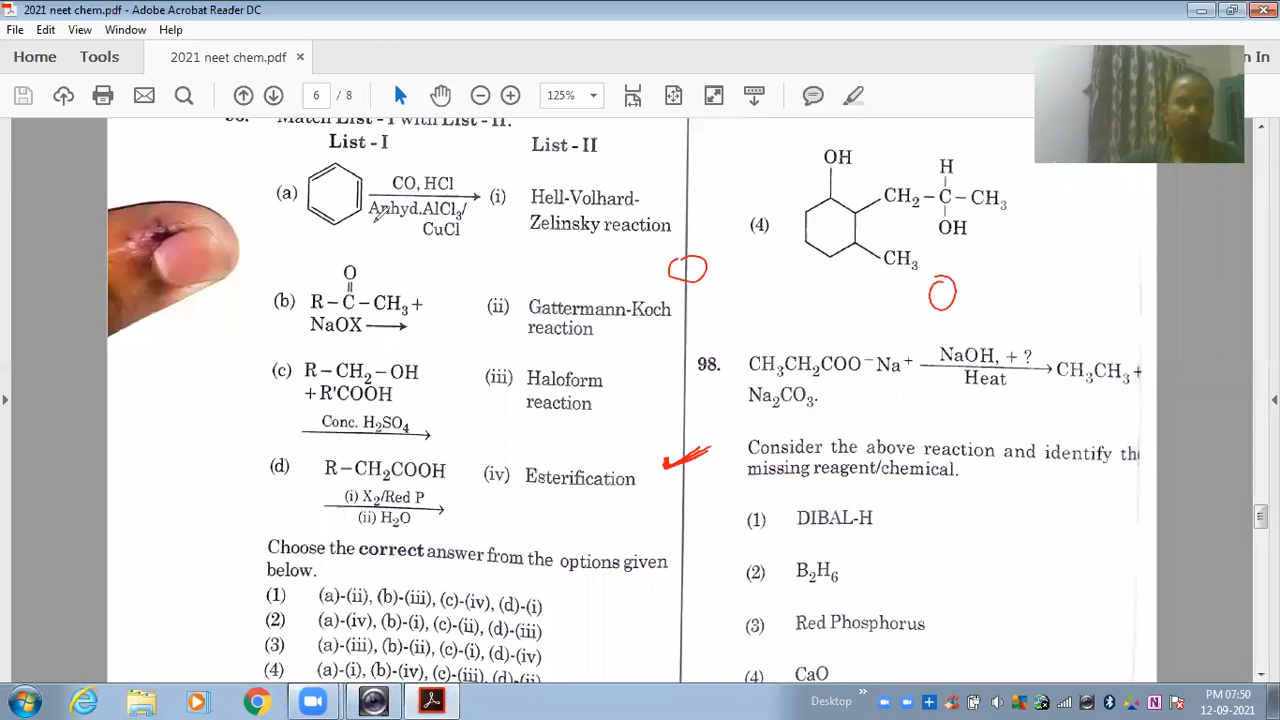 2021 neet chem.pdf - Adobe Acrobat Reader DC
File Edit View Window Help
Home Tools 2021 neet chem.pdf × In In
6 / 8 125%
Match List-I with List-II.
List - I List - II
(a) CO, HCl
Anhyd.AlCl3/
CuCl
(i) Hell-Volhard-
Zelinsky reaction
(b) O
R–C–CH3+
NaOX
(ii) Gattermann-Koch
reaction
(c) R–CH2–OH
+R'COOH
Conc. H2SO4
(iii) Haloform
reaction
(d) R–CH2COOH
(i) X2/Red P
(ii) H2O
(iv) Esterification
Choose the correct answer from the options given
below.
(1) (a)-(ii), (b)-(iii), (c)-(iv), (d)-(i)
(2) (a)-(iv), (b)-(i), (c)-(ii), (d)-(iii)
(3) (a)-(iii), (b)-(ii), (c)-(i), (d)-(iv)
(4) (a)-(i), (b)-(iv), (c)-(iii), (d)-(ii)
(4) OH
H
CH2–C–CH3
OH
CH3
98. CH3CH2COO–Na+ NaOH, + ? Heat CH3CH3 +
Na2CO3.
Consider the above reaction and identify th
missing reagent/chemical.
(1) DIBAL-H
(2) B2H6
(3) Red Phosphorus
(4) CaO
Desktop
PM 07:50
12-09-2021